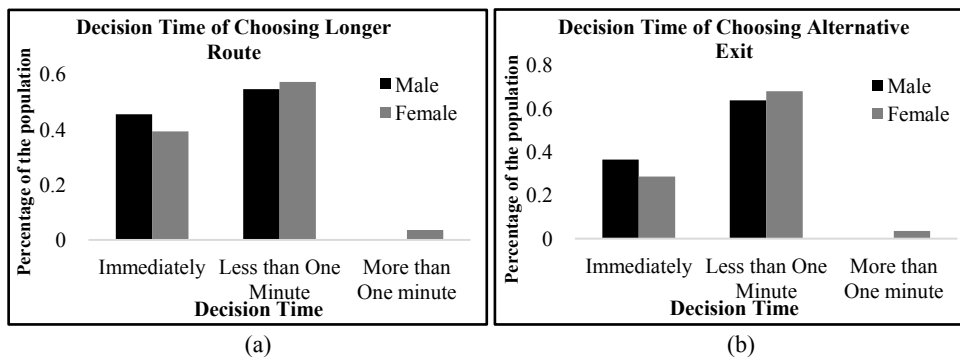 Decision Time of Choosing Longer
Route
Percentage of the population
0.6
0.4
0.2
0
Male
Female
Immediately
Less than One
Minute
More than
One minute
Decision Time
(a)
Decision Time of Choosing Alternative
Exit
Percentage of the population
0.8
0.6
0.4
0.2
0
Male
Female
Immediately
Less than One
Minute
More than
One minute
Decision Time
(b)